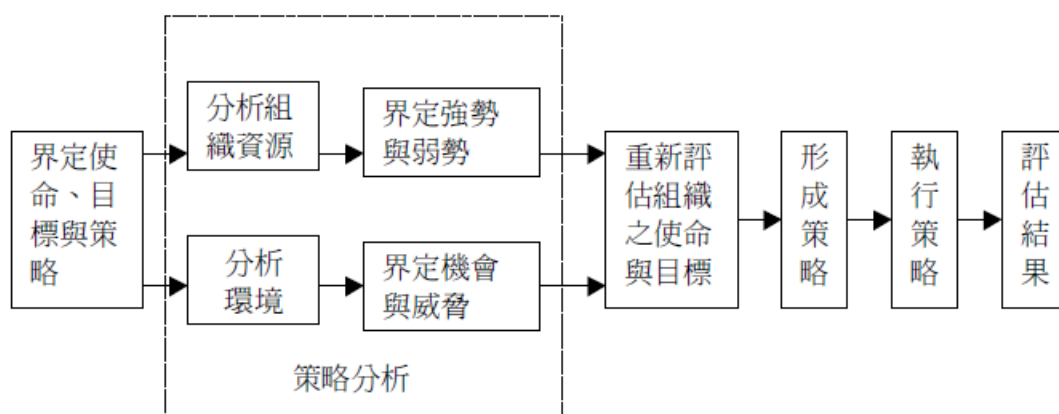 界定使
命、目
標與策
略
分析組
織資源
界定強勢
與弱勢
分析
環境
界定機會
與威脅
策略分析
重新評
估組織
之使命
與目標
形
成
策
略
執
行
策
略
評
估
結
果